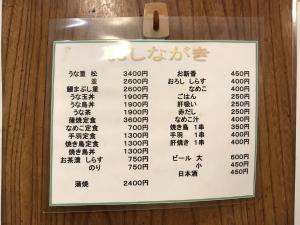 おしながき
うな重 松 3400円
並 2600円
鰻まぶし重 2600円
うな玉丼 1900円
うな鳥丼 1900円
うな茶 1900円
蒲焼定食 3600円
なめこ定食 700円
手羽定食 1300円
焼き鳥定食 1300円
焼き鳥丼 1300円
お茶漬 しらす 750円
のり 750円
蒲焼 2400円
お新香 450円
おろし しらす 450円
なめこ 400円
ごはん 250円
肝吸い 250円
赤だし 250円
なめこ汁 400円
焼き鳥 1串 350円
手羽 1串 400円
肝焼き 1串 400円
ビール 大 600円
小 450円
日本酒 450円